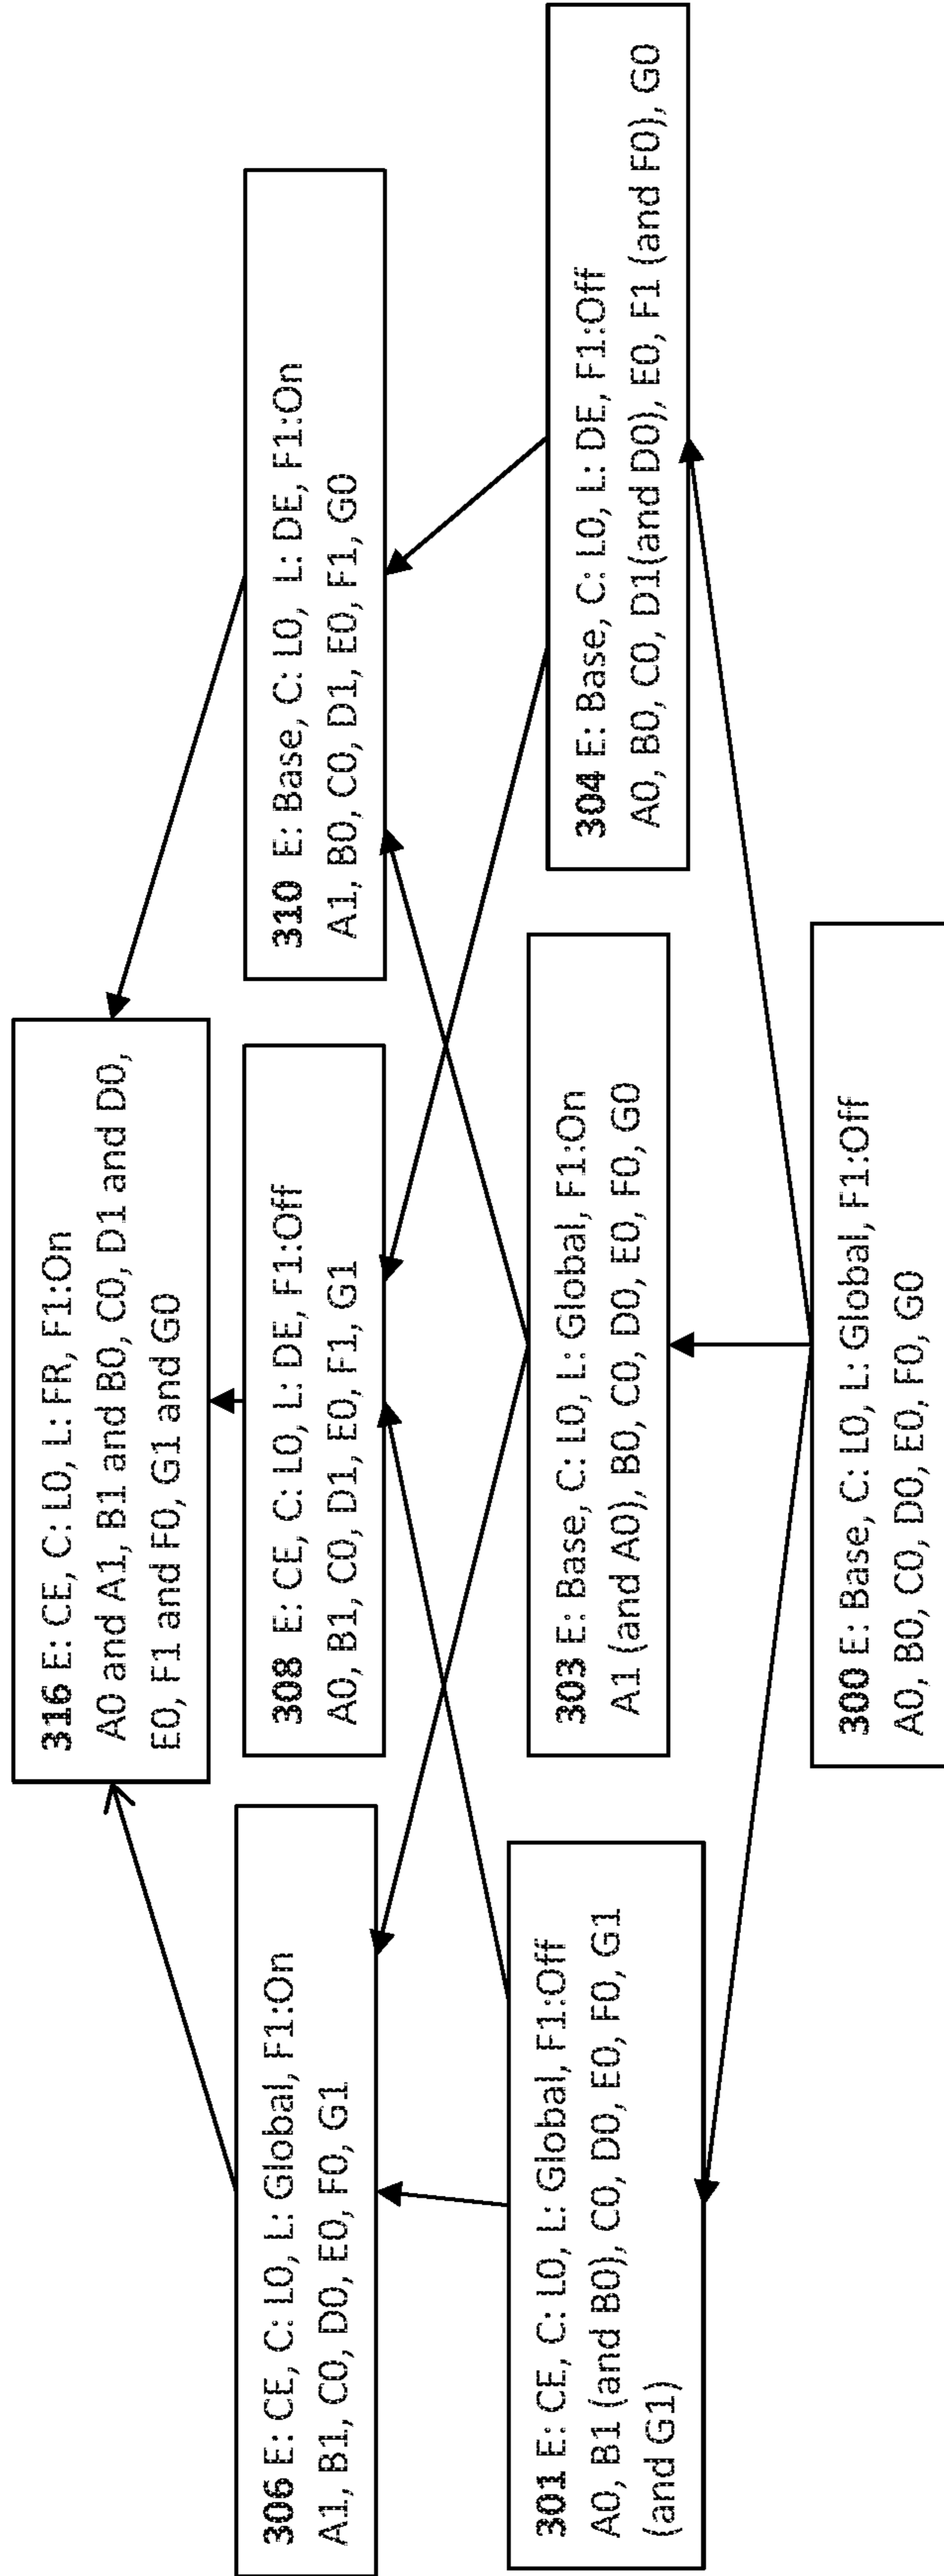 316 E: CE, C: L0, L: FR, F1:On
A0 and A1, B1 and B0, C0, D1 and D0,
E0, F1 and F0, G1 and G0
306 E: CE, C: L0, L: Global, F1:On
A1, B1, C0, D0, E0, F0, G1
308 E: CE, C: L0, L: DE, F1:Off
A0, B1, C0, D1, E0, F1, G1
310 E: Base, C: L0, L: DE, F1:On
A1, B0, C0, D1, E0, F1, G0
301 E: CE, C: L0, L: Global, F1:Off
A0, B1 (and B0), C0, D0, E0, F0, G1
(and G1)
303 E: Base, C: L0, L: Global, F1:On
A1 (and A0), B0, C0, D0, E0, F0, G0
304 E: Base, C: L0, L: DE, F1:Off
A0, B0, C0, D1(and D0), E0, F1 (and F0), G0
300 E: Base, C: L0, L: Global, F1:Off
A0, B0, C0, D0, E0, F0, G0